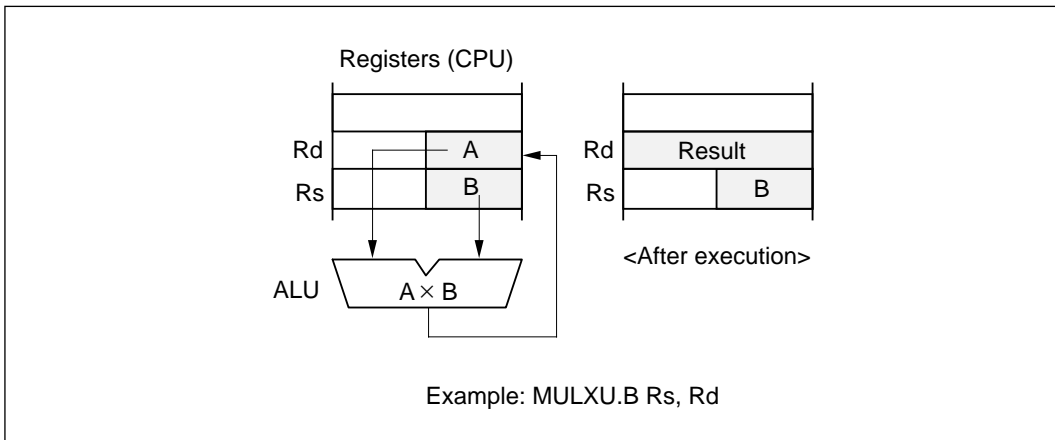 Registers (CPU)
Rd A
Rs B
ALU A × B
Rd Result
Rs B
<After execution>
Example: MULXU.B Rs, Rd